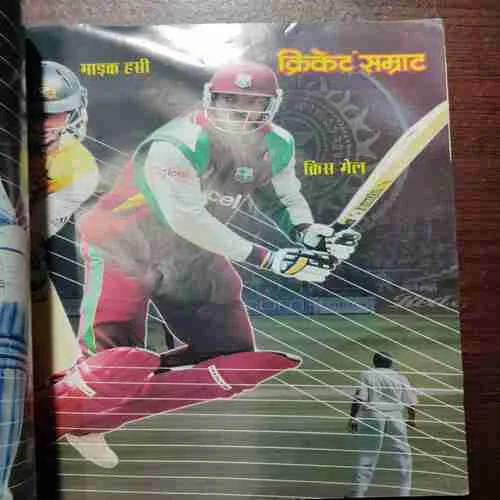 माइक हसी
क्रिकेट सम्राट
क्रिस गेल